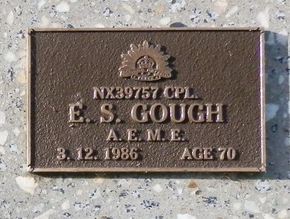 NX39757 CPL.
E. S. GOUGH
A. E. M. E.
3. 12. 1986 AGE 70